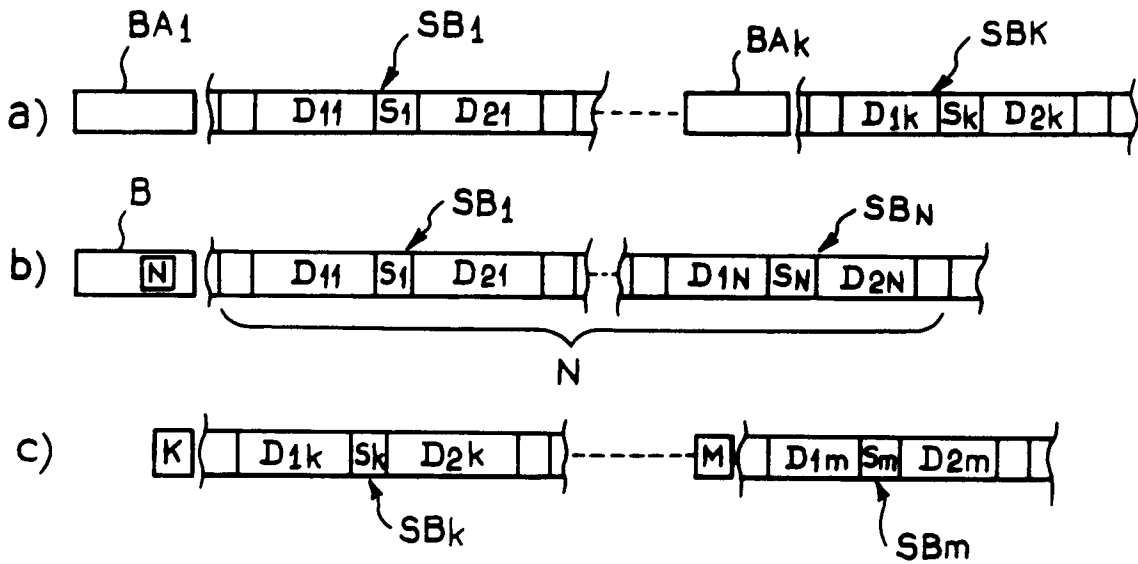 BA1 SB1 BAk SBK
a) D11 S1 D21 D1k Sk D2k
B SB1 SBN
b) N D11 S1 D21 D1N SN D2N
N
c) K D1k Sk D2k M D1m Sm D2m
SBk SBm